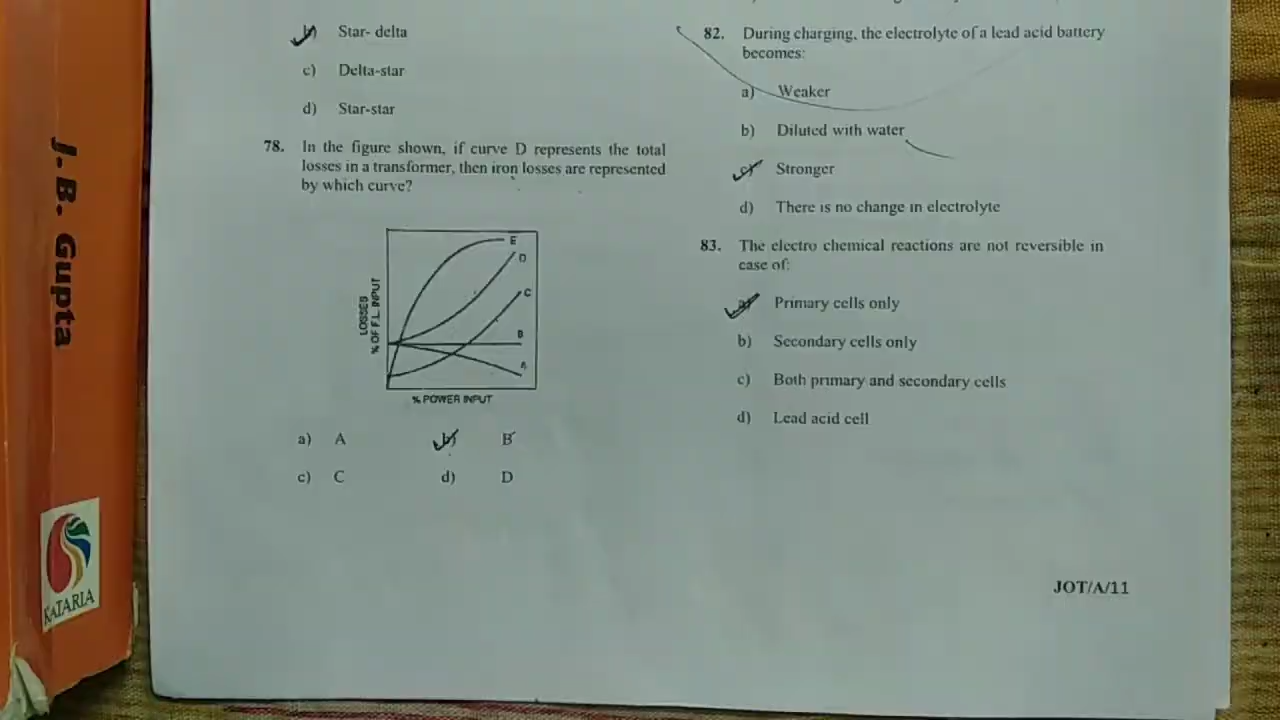 J. B. Gupta
KATARIA
b) Star- delta
c) Delta-star
d) Star-star
78. In the figure shown, if curve D represents the total
losses in a transformer, then iron losses are represented
by which curve?
LOSSES
% OF F.L. INPUT
E
D
C
B
A
% POWER INPUT
a) A b) B
c) C d) D
82. During charging, the electrolyte of a lead acid battery
becomes:
a) Weaker
b) Diluted with water
c) Stronger
d) There is no change in electrolyte
83. The electro chemical reactions are not reversible in
case of:
a) Primary cells only
b) Secondary cells only
c) Both primary and secondary cells
d) Lead acid cell
JOT/A/11